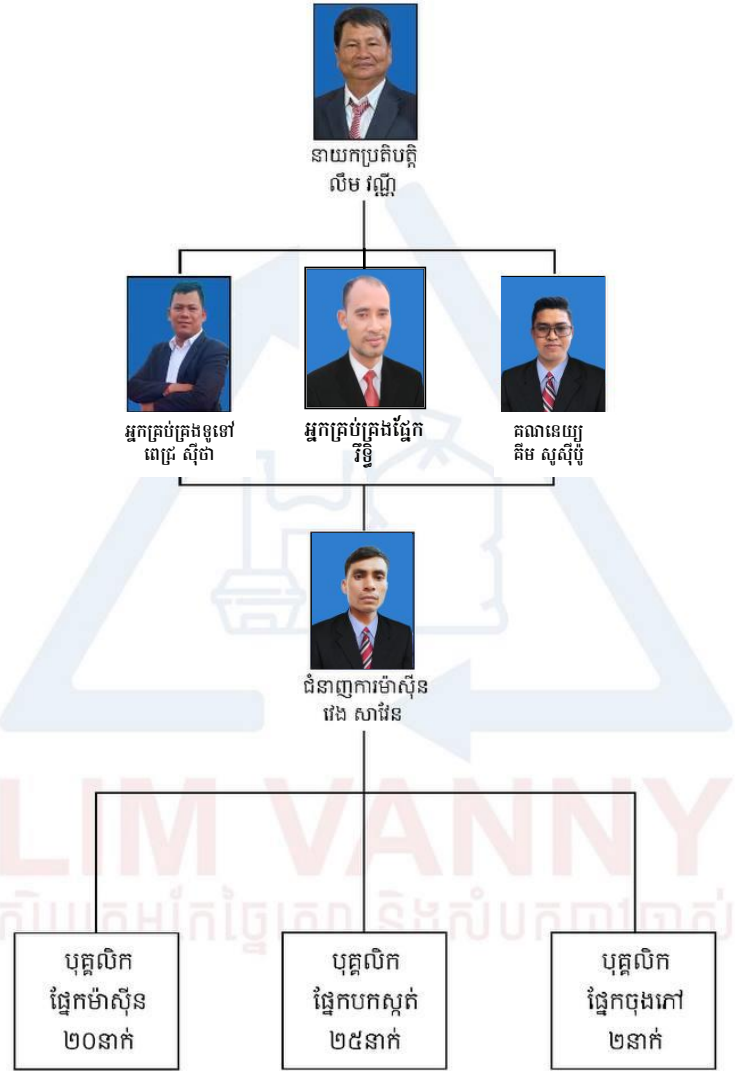 នាយកប្រតិបត្តិ
លឹម វណ្ណី
អ្នកគ្រប់គ្រងទូទៅ
ពេជ្រ ស៊ីថា
អ្នកគ្រប់គ្រងផ្នែក
រឹទ្ធិ
គណនេយ្យ
គីម សូស៊ីប៉ូ
ជំនាញការម៉ាស៊ីន
វេង សាវែន
LIM VANNY
បុគ្គលិក
ផ្នែកម៉ាស៊ីន
២០នាក់
បុគ្គលិក
ផ្នែកបកស្កត់
២៥នាក់
បុគ្គលិក
ផ្នែកចុងភៅ
២នាក់